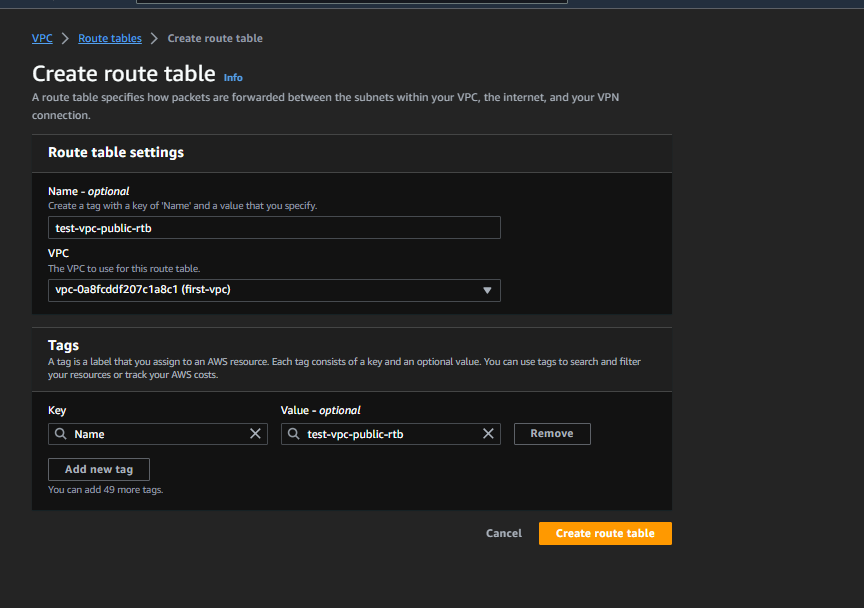 VPC > Route tables > Create route table
Create route table Info
A route table specifies how packets are forwarded between the subnets within your VPC, the internet, and your VPN
connection.
Route table settings
Name - optional
Create a tag with a key of 'Name' and a value that you specify.
test-vpc-public-rtb
VPC
The VPC to use for this route table.
vpc-0a8fcddf207c1a8c1 (first-vpc)
Tags
A tag is a label that you assign to an AWS resource. Each tag consists of a key and an optional value. You can use tags to search and filter
your resources or track your AWS costs.
Key Value - optional
Name test-vpc-public-rtb Remove
Add new tag
You can add 49 more tags.
Cancel Create route table